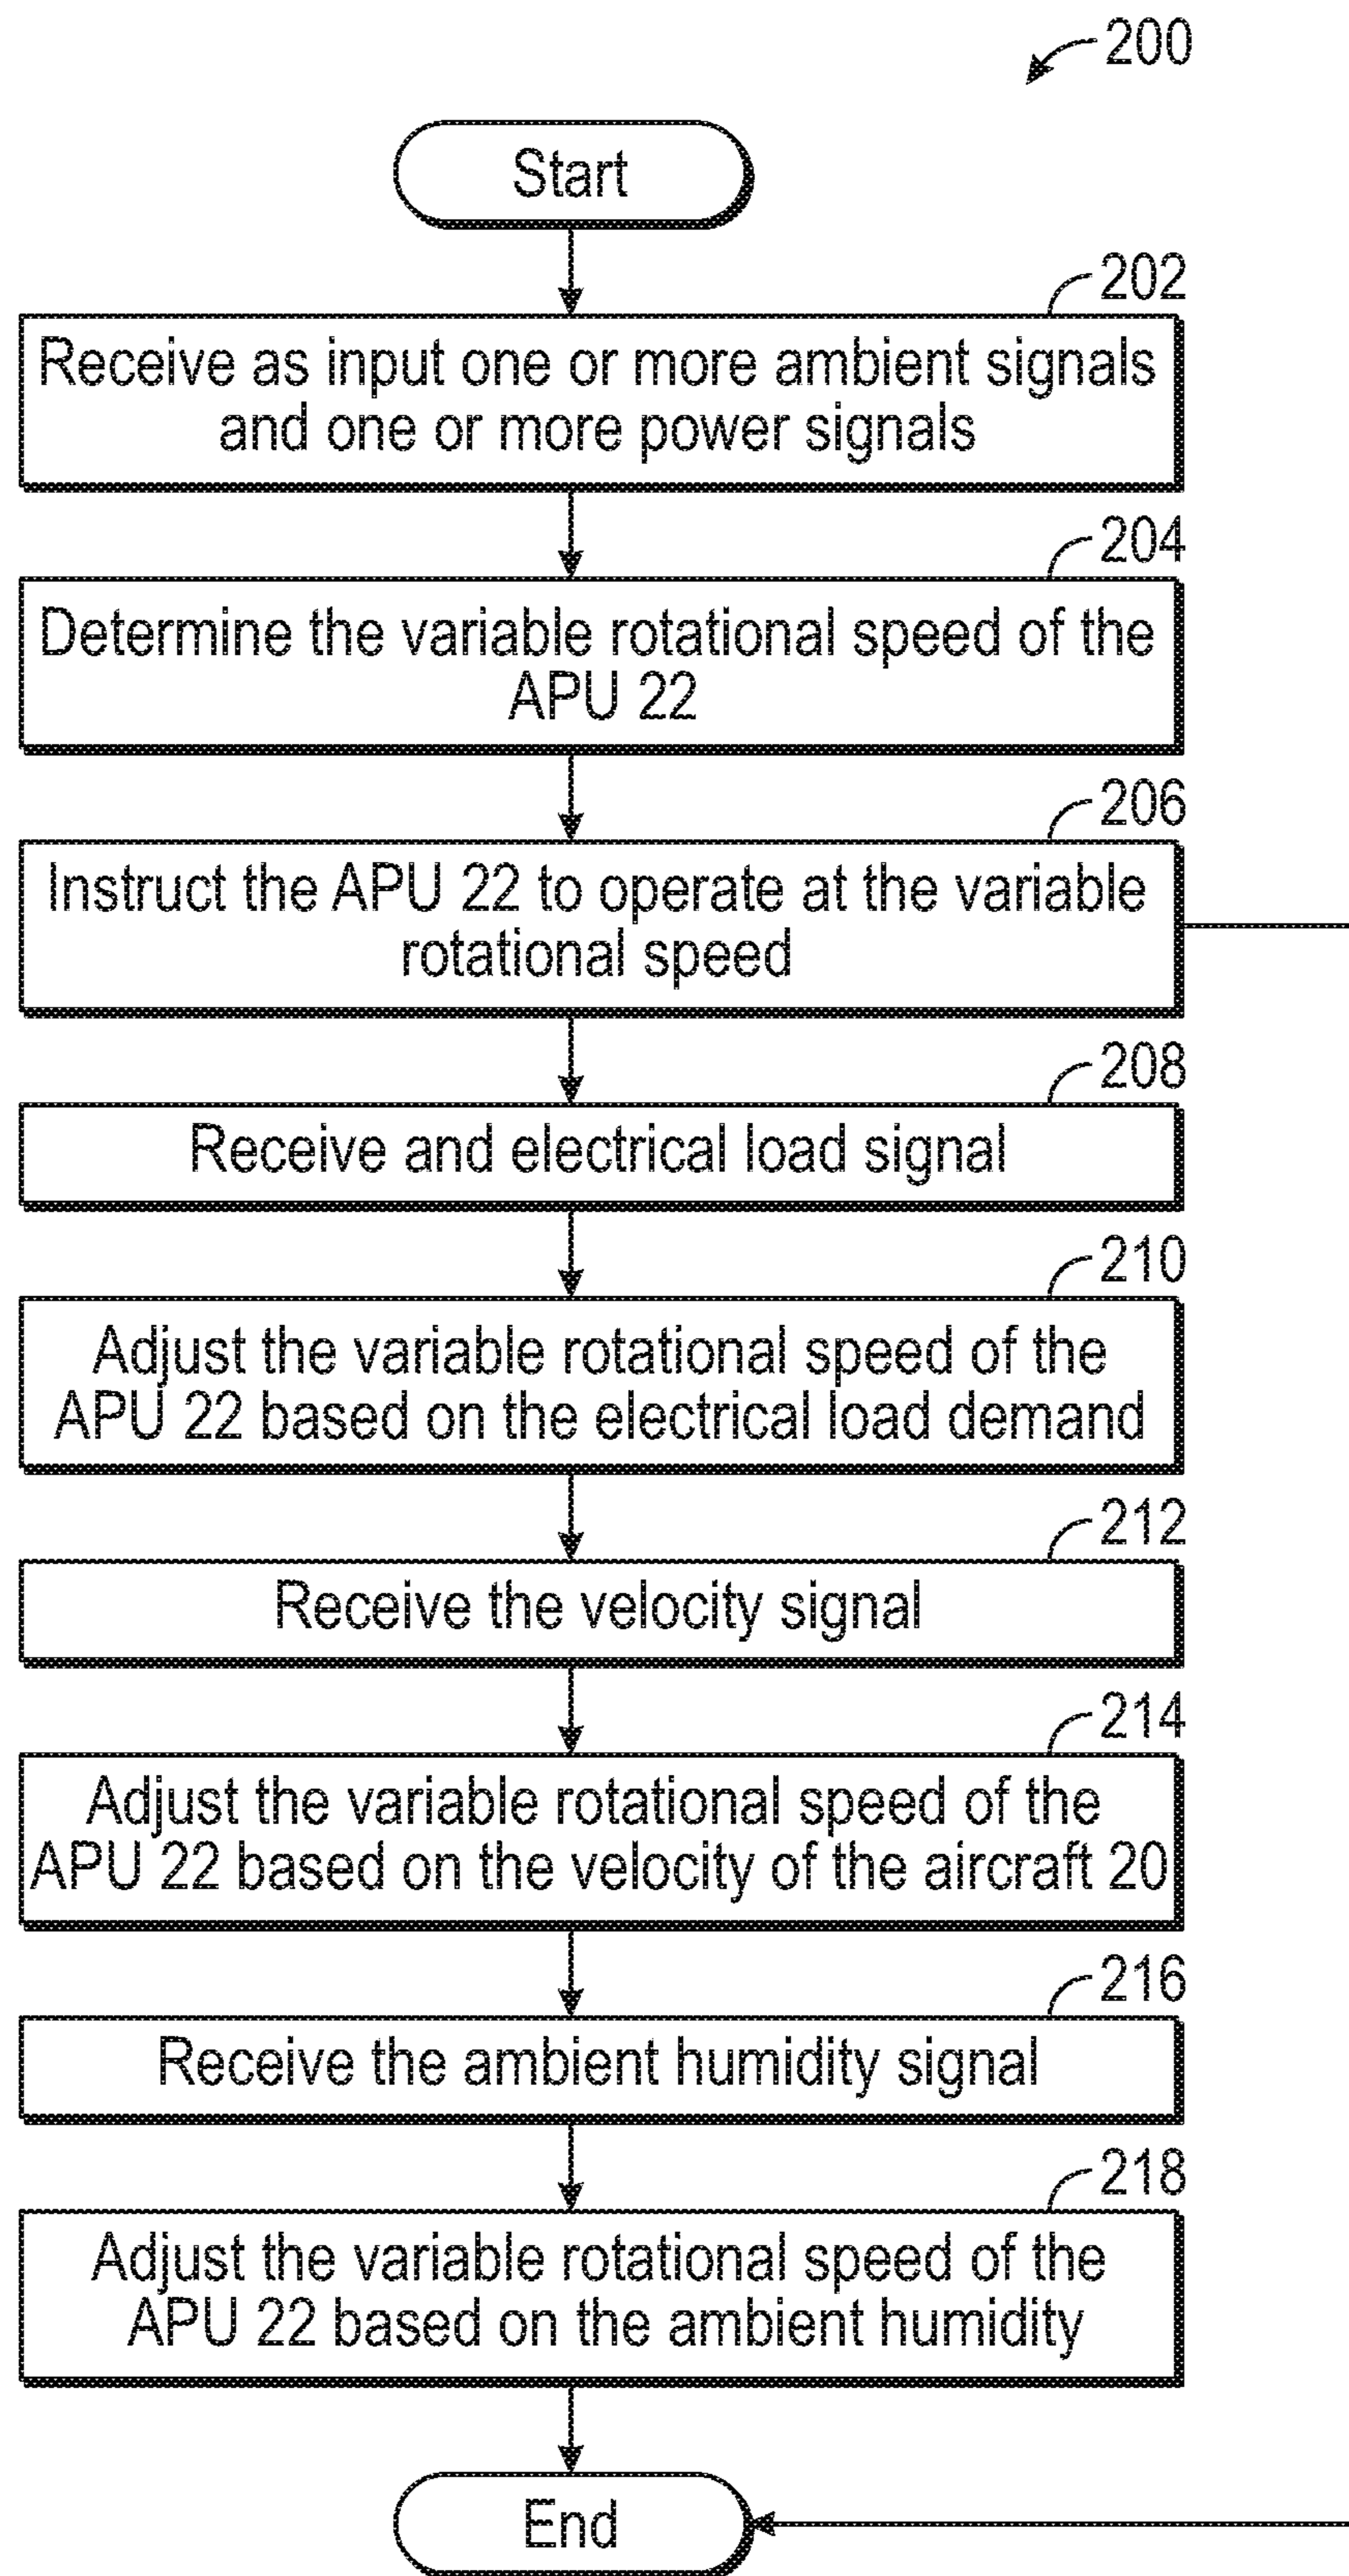 200
Start
202
Receive as input one or more ambient signals
and one or more power signals
204
Determine the variable rotational speed of the
APU 22
206
Instruct the APU 22 to operate at the variable
rotational speed
208
Receive and electrical load signal
210
Adjust the variable rotational speed of the
APU 22 based on the electrical load demand
212
Receive the velocity signal
214
Adjust the variable rotational speed of the
APU 22 based on the velocity of the aircraft 20
216
Receive the ambient humidity signal
218
Adjust the variable rotational speed of the
APU 22 based on the ambient humidity
End